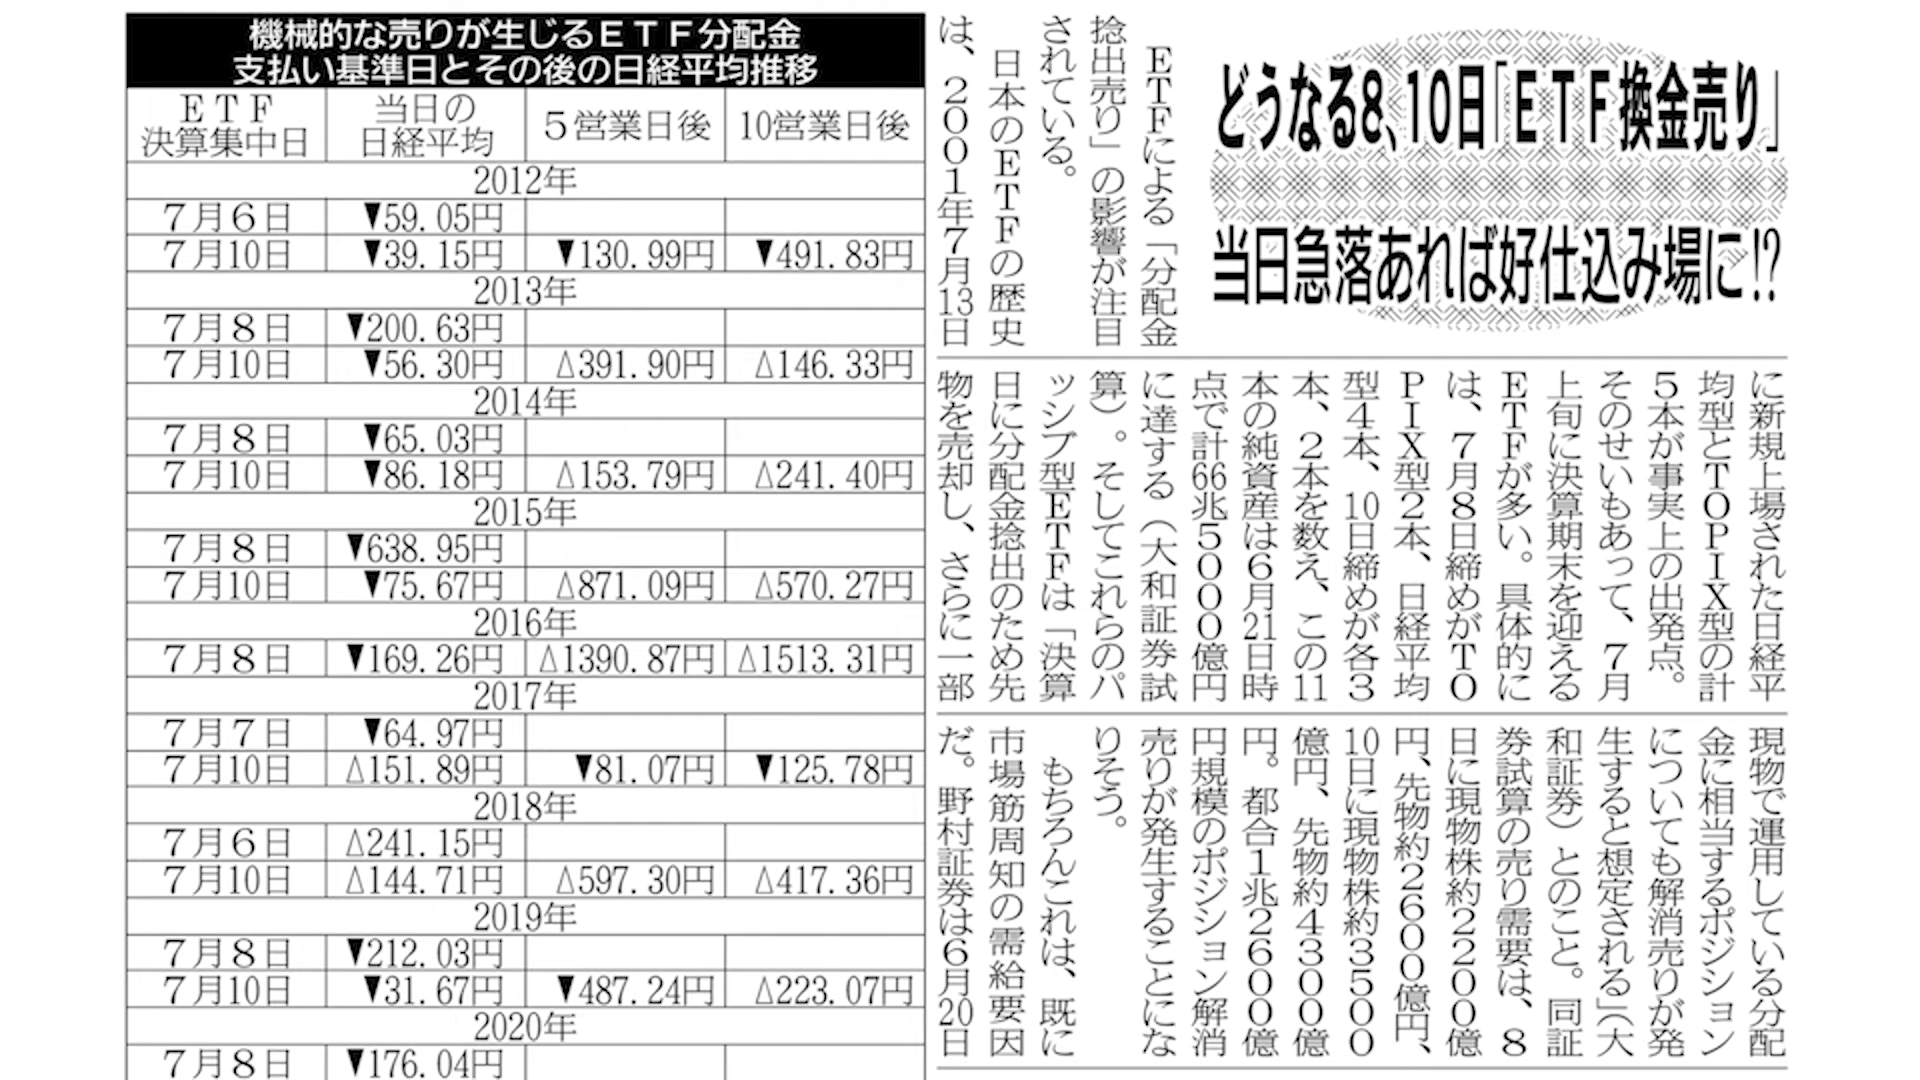 機械的な売りが生じるＥＴＦ分配金
支払い基準日とその後の日経平均推移
ＥＴＦ
決算集中日
当日の
日経平均
５営業日後
10営業日後
2012年
７月６日 ▼59.05円
７月10日 ▼39.15円 ▼130.99円 ▼491.83円
2013年
７月８日 ▼200.63円
７月10日 ▼56.30円 △391.90円 △146.33円
2014年
７月８日 ▼65.03円
７月10日 ▼86.18円 △153.79円 △241.40円
2015年
７月８日 ▼638.95円
７月10日 ▼75.67円 △871.09円 △570.27円
2016年
７月８日 ▼169.26円 △1390.87円 △1513.31円
2017年
７月７日 ▼64.97円
７月10日 △151.89円 ▼81.07円 ▼125.78円
2018年
７月６日 △241.15円
７月10日 △144.71円 △597.30円 △417.36円
2019年
７月８日 ▼212.03円
７月10日 ▼31.67円 ▼487.24円 △223.07円
2020年
７月８日 ▼176.04円
どうなる8、10日「ＥＴＦ換金売り」
当日急落あれば好仕込み場に!?
ＥＴＦによる「分配金
捻出売り」の影響が注目
されている。
日本のＥＴＦの歴史
は、２００１年７月13日
に新規上場された日経平
均型とＴＯＰＩＸ型の計
５本が事実上の出発点。
そのせいもあって、７月
上旬に決算期末を迎える
ＥＴＦが多い。具体的に
は、７月８日締めがＴＯ
ＰＩＸ型２本、日経平均
型４本、10日締めが各３
本、２本を数え、この11
本の純資産は６月21日時
点で計66兆５０００億円
に達する（大和証券試
算）。そしてこれらのパ
ッシブ型ＥＴＦは「決算
日に分配金捻出のため先
物を売却し、さらに一部
現物で運用している分配
金に相当するポジション
についても解消売りが発
生すると想定される」（大
和証券）とのこと。同証
券試算の売り需要は、８
日に現物株約２２００億
円、先物約２６００億円、
10日に現物株約３５００
億円、先物約４３００億
円。都合１兆２６００億
円規模のポジション解消
売りが発生することにな
りそう。
もちろんこれは、既に
市場筋周知の需給要因
だ。野村証券は６月20日